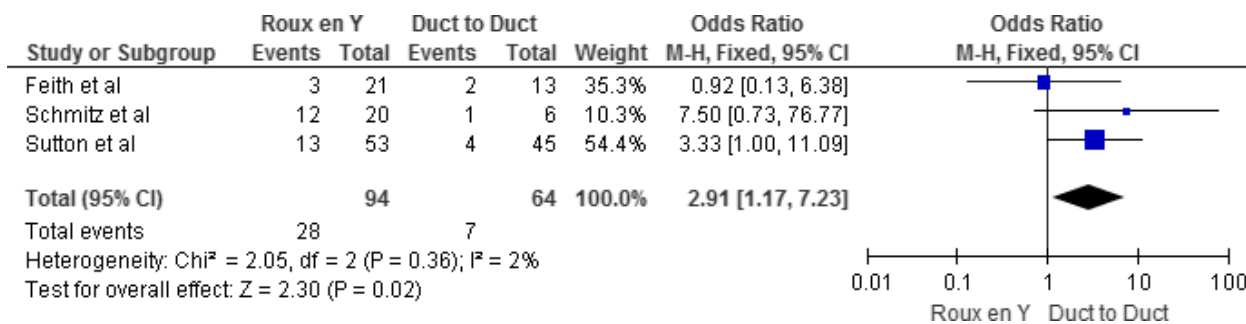 Roux en Y Duct to Duct Odds Ratio Odds Ratio
Study or Subgroup Events Total Events Total Weight M-H, Fixed, 95% CI M-H, Fixed, 95% CI
Feith et al 3 21 2 13 35.3% 0.92 [0.13, 6.38]
Schmitz et al 12 20 1 6 10.3% 7.50 [0.73, 76.77]
Sutton et al 13 53 4 45 54.4% 3.33 [1.00, 11.09]
Total (95% CI) 94 64 100.0% 2.91 [1.17, 7.23]
Total events 28 7
Heterogeneity: Chi² = 2.05, df = 2 (P = 0.36); I² = 2%
Test for overall effect: Z = 2.30 (P = 0.02)
0.01 0.1 1 10 100
Roux en Y Duct to Duct